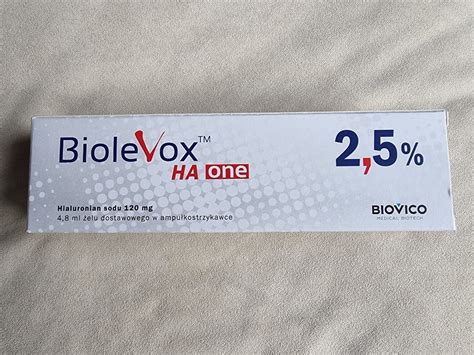 BioleVox™
HA one
2,5%
Hialuronian sodu 120 mg
4,8 ml żelu dostawowego w ampułkostrzykawce
BIOVICO
MEDICAL BIOTECH